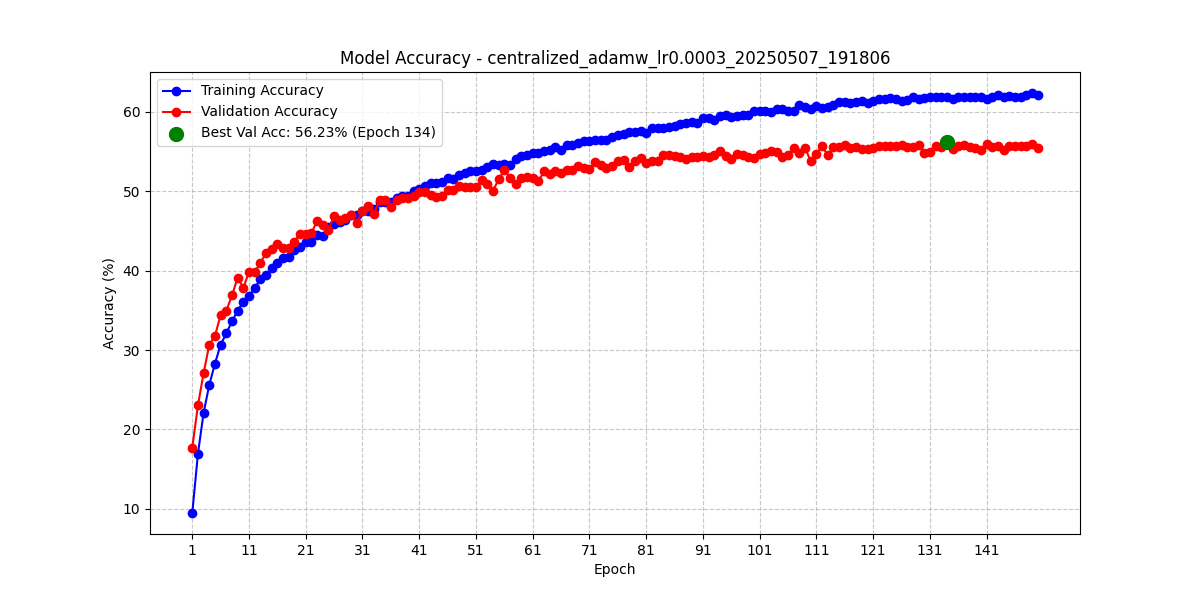 Model Accuracy - centralized_adamw_lr0.0003_20250507_191806
Training Accuracy
Validation Accuracy
Best Val Acc: 56.23% (Epoch 134)
Accuracy (%)
60
50
40
30
20
10
1 11 21 31 41 51 61 71 81 91 101 111 121 131 141
Epoch